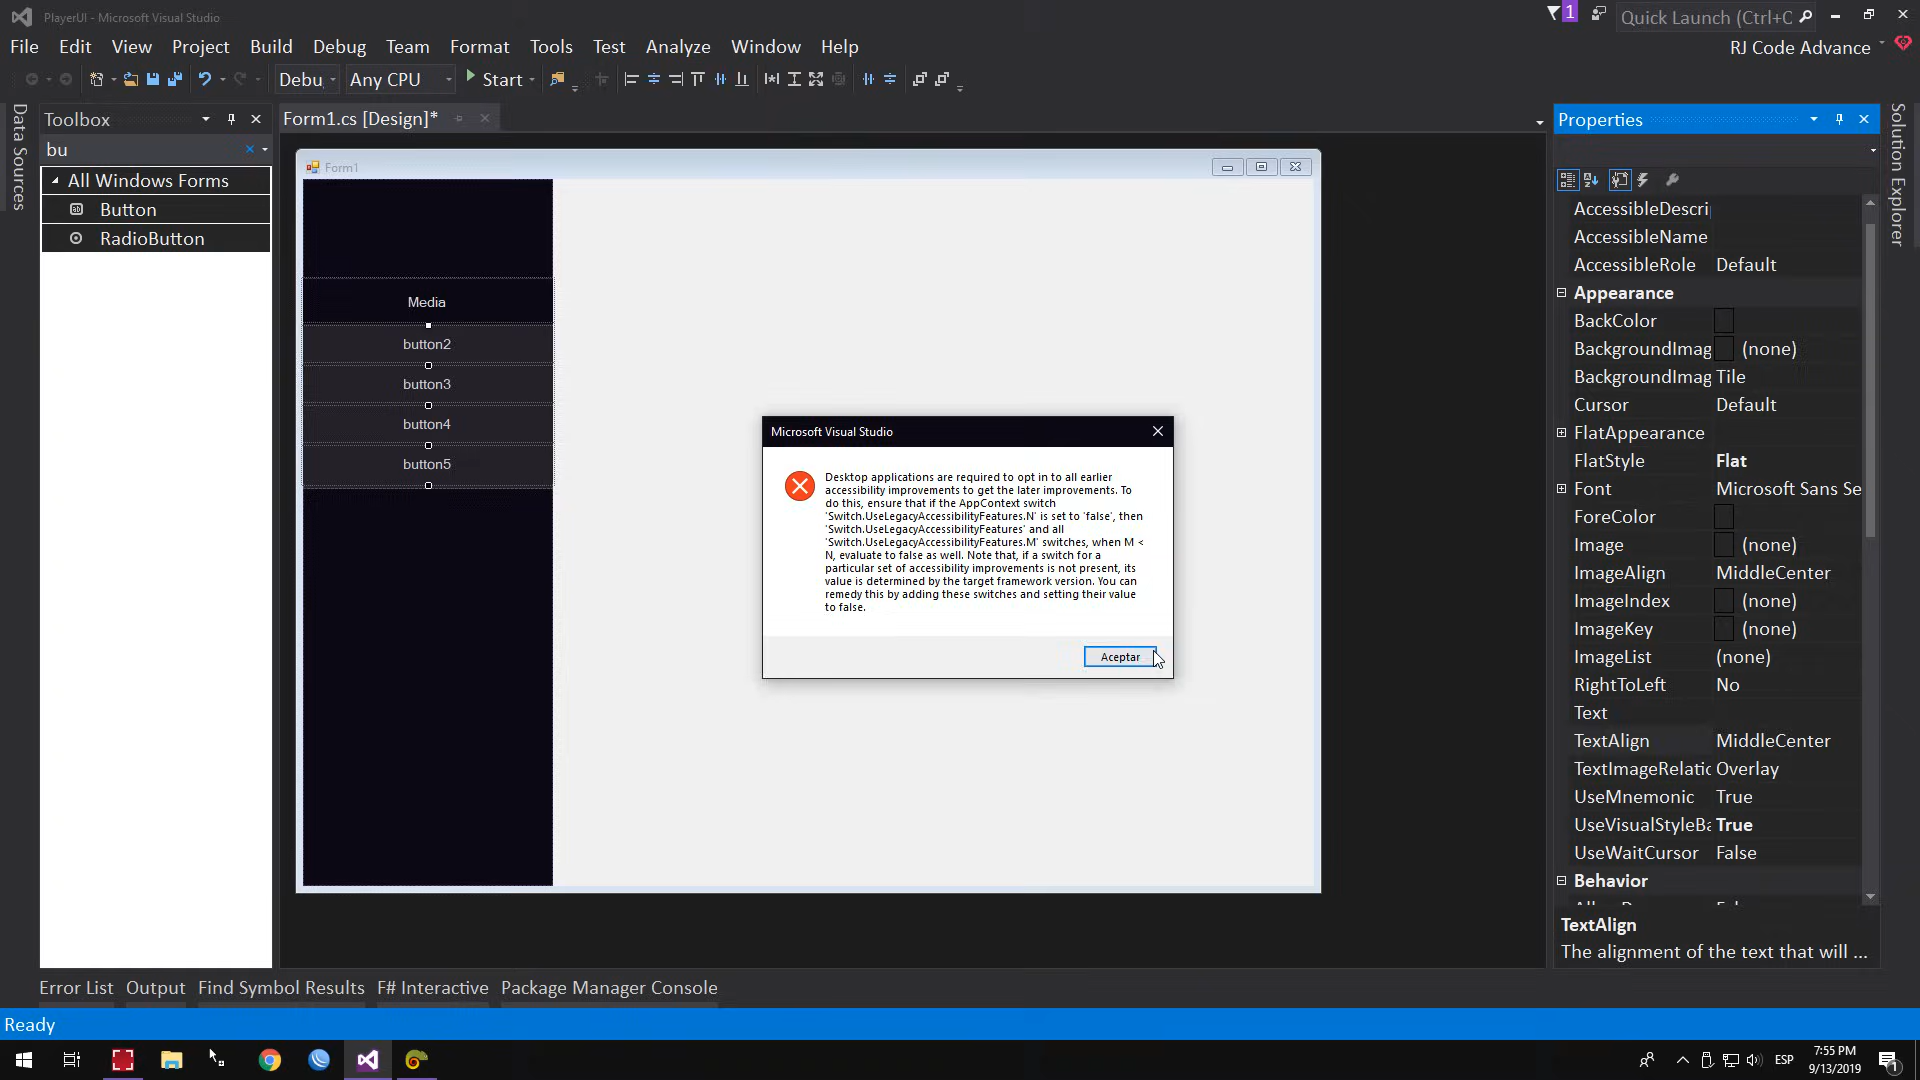 PlayerUI - Microsoft Visual Studio
1
Quick Launch (Ctrl+Q
File Edit View Project Build Debug Team Format Tools Test Analyze Window Help
RJ Code Advance
Debu Any CPU Start
Data Sources
Toolbox
bu
All Windows Forms
Button
RadioButton
Form1.cs [Design]*
Form1
Media
button2
button3
button4
button5
Microsoft Visual Studio
Desktop applications are required to opt in to all earlier
accessibility improvements to get the later improvements. To
do this, ensure that if the AppContext switch
'Switch.UseLegacyAccessibilityFeatures.N' is set to 'false', then
'Switch.UseLegacyAccessibilityFeatures' and all
'Switch.UseLegacyAccessibilityFeatures.M' switches, when M <
N, evaluate to false as well. Note that, if a switch for a
particular set of accessibility improvements is not present, its
value is determined by the target framework version. You can
remedy this by adding these switches and setting their value
to false.
Aceptar
Properties
AccessibleDescri
AccessibleName
AccessibleRole Default
Appearance
BackColor
BackgroundImag (none)
BackgroundImag Tile
Cursor Default
FlatAppearance
FlatStyle Flat
Font Microsoft Sans Se
ForeColor
Image (none)
ImageAlign MiddleCenter
ImageIndex (none)
ImageKey (none)
ImageList (none)
RightToLeft No
Text
TextAlign MiddleCenter
TextImageRelatic Overlay
UseMnemonic True
UseVisualStyleBa True
UseWaitCursor False
Behavior
TextAlign
The alignment of the text that will ...
Solution Explorer
Error List Output Find Symbol Results F# Interactive Package Manager Console
Ready
ESP
7:55 PM
9/13/2019
1